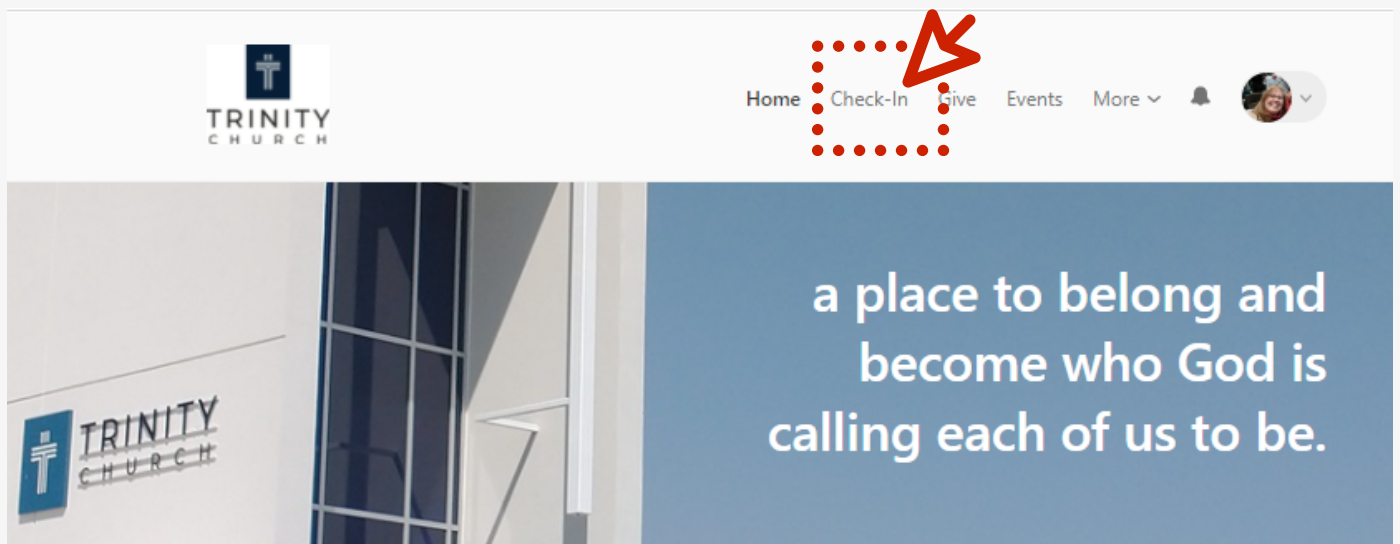 TRINITY
CHURCH
Home Check-In Give Events More
a place to belong and
become who God is
calling each of us to be.
TRINITY
CHURCH